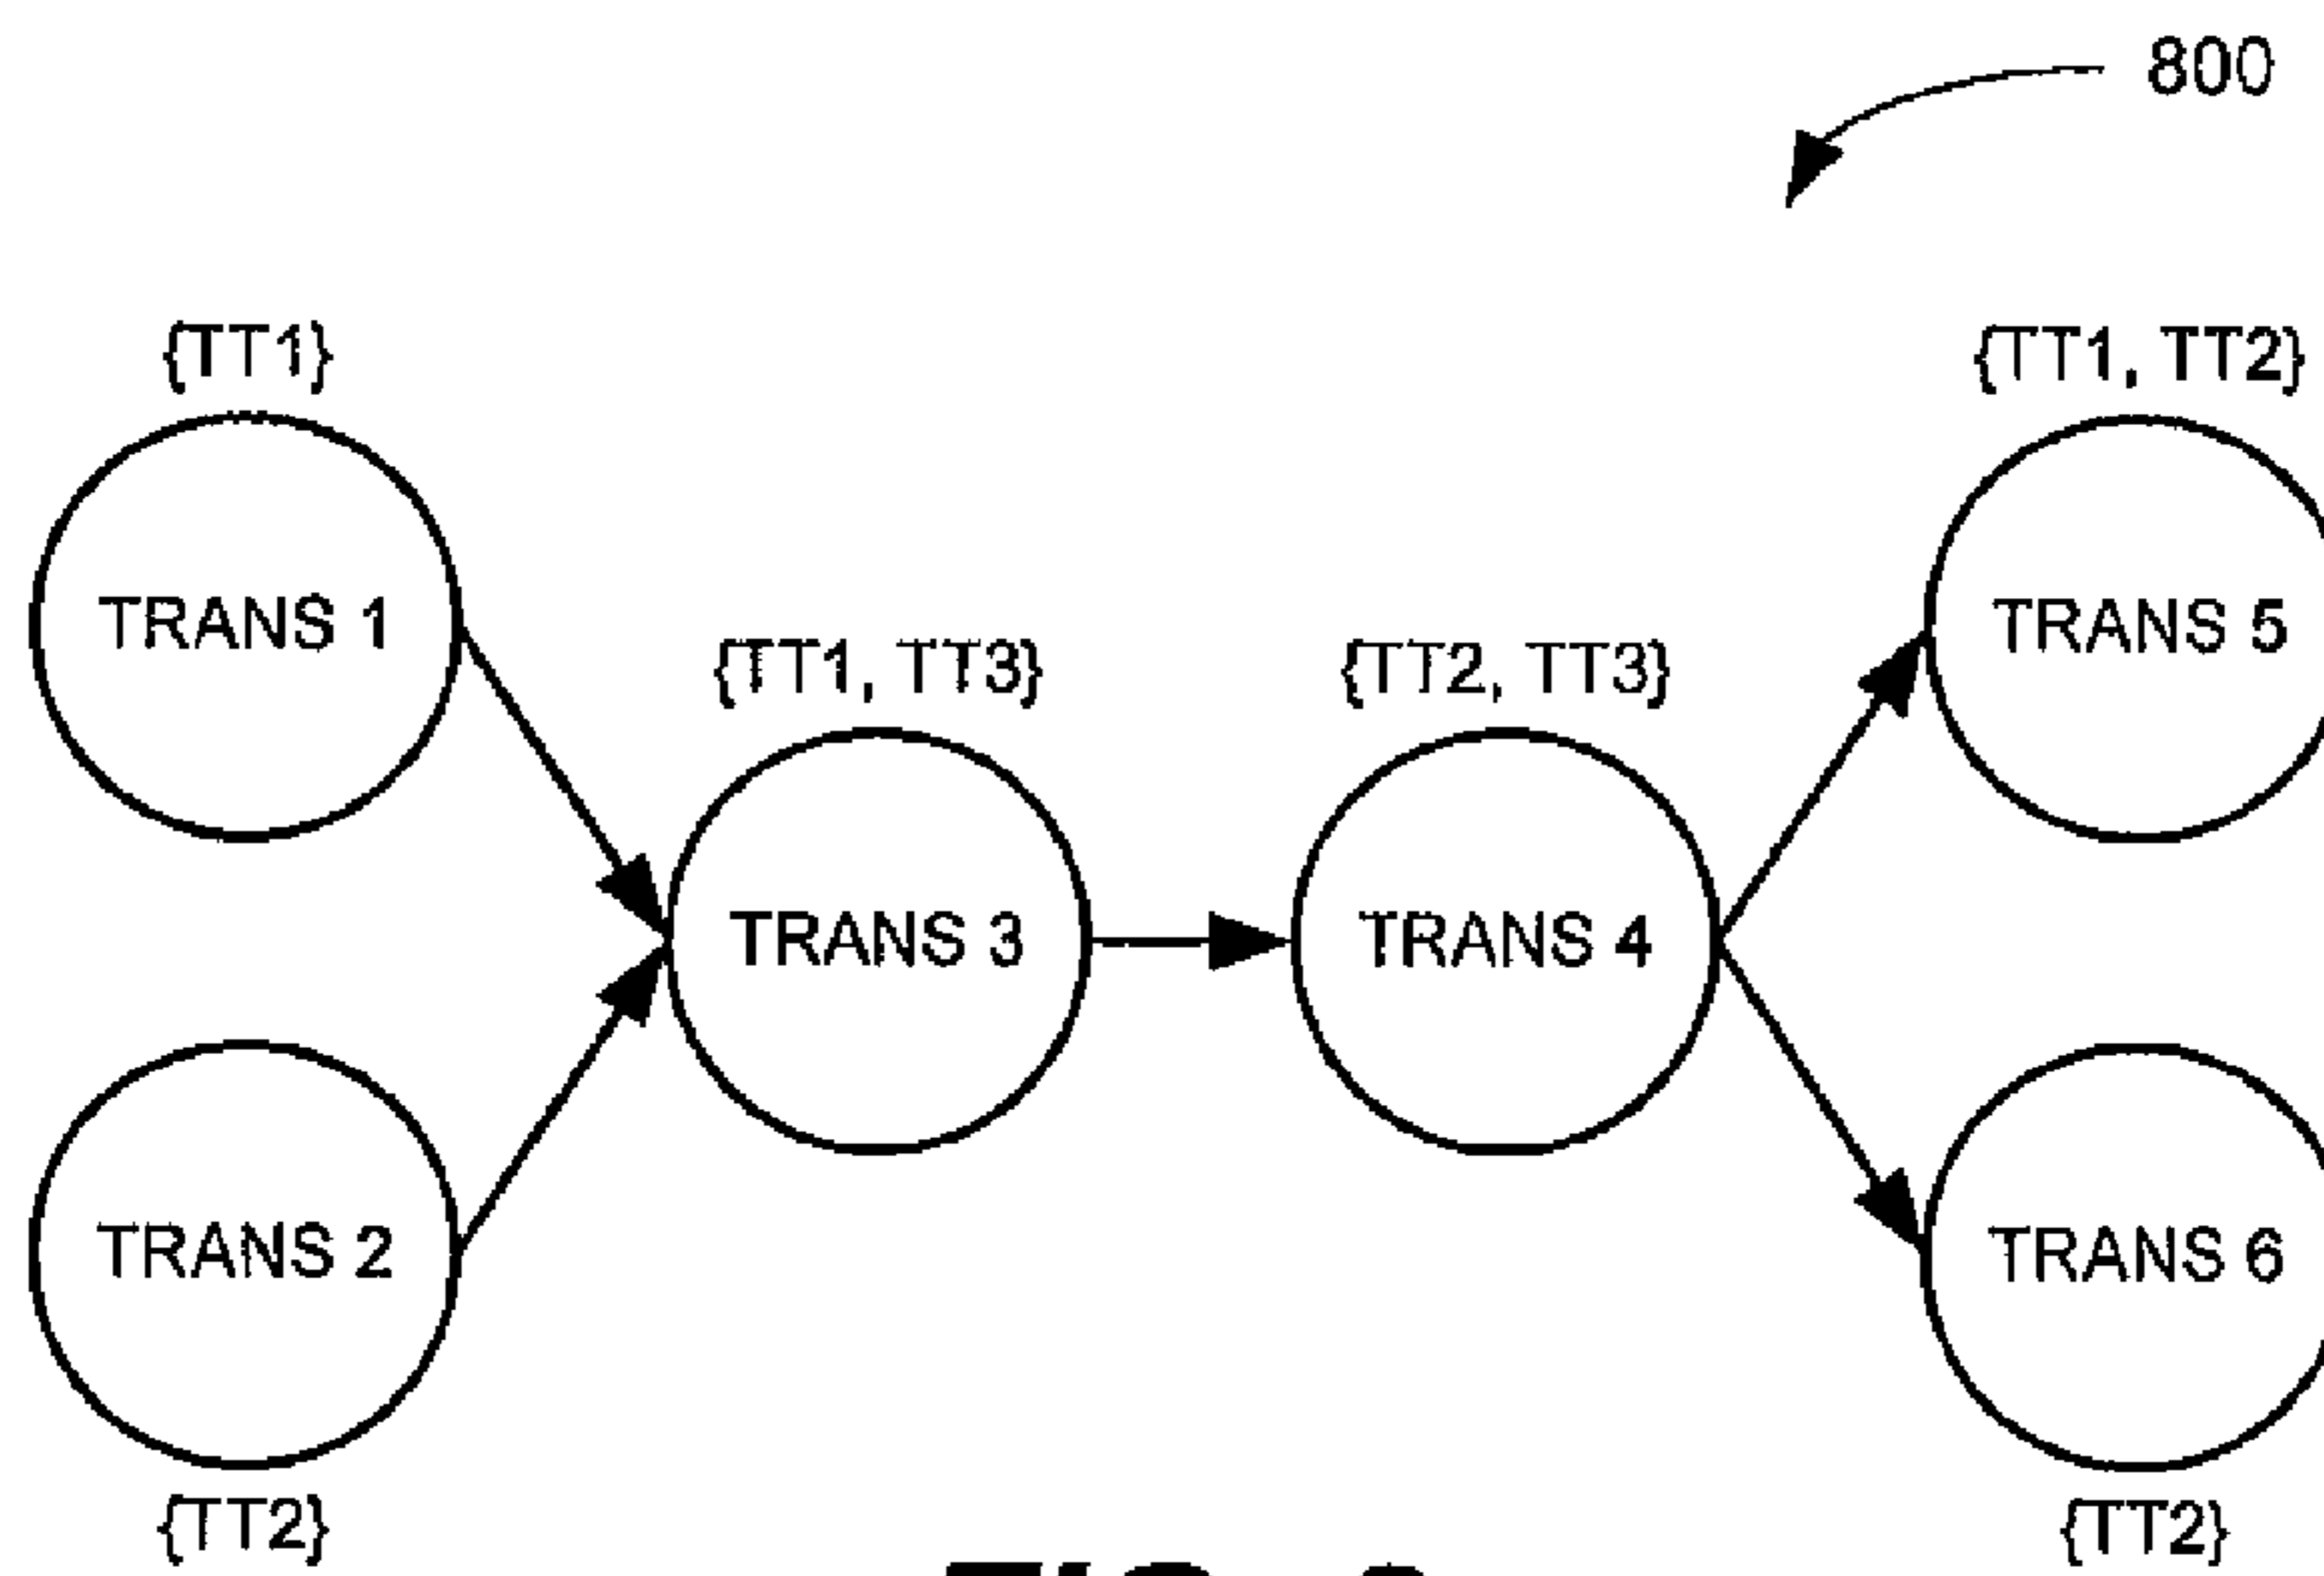 800
{TT1}
{TT1, TT2}
TRANS 1
TRANS 5
{TT1, TT3}
{TT2, TT3}
TRANS 3
TRANS 4
TRANS 2
TRANS 6
{TT2}
{TT2}